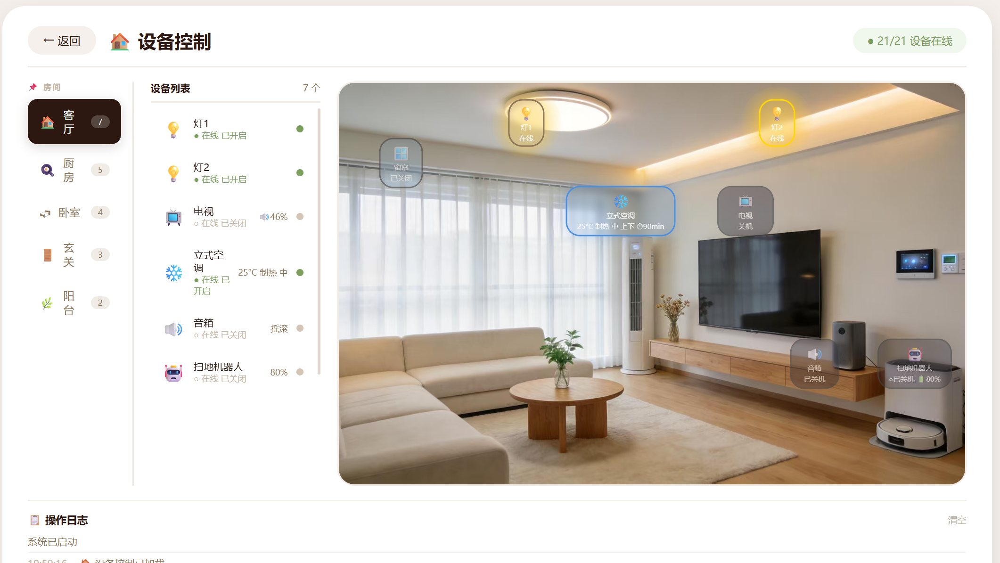 ← 返回
设备控制
● 21/21 设备在线
房间
客厅
7
厨房
5
卧室
4
玄关
3
阳台
2
设备列表
7 个
灯1
● 在线 已开启
灯2
● 在线 已开启
电视
○ 在线 已关闭
46%
立式空
调
● 在线 已
开启
25°C 制热 中
音箱
○ 在线 已关闭
摇滚
扫地机器人
○ 在线 已关闭
80%
灯1
在线
灯2
在线
窗帘
已关闭
立式空调
25°C 制热 中 上下 ⏱90min
电视
关机
音箱
已关机
扫地机器人
○已关机 80%
操作日志
清空
系统已启动
19:59:16 设备控制已加载